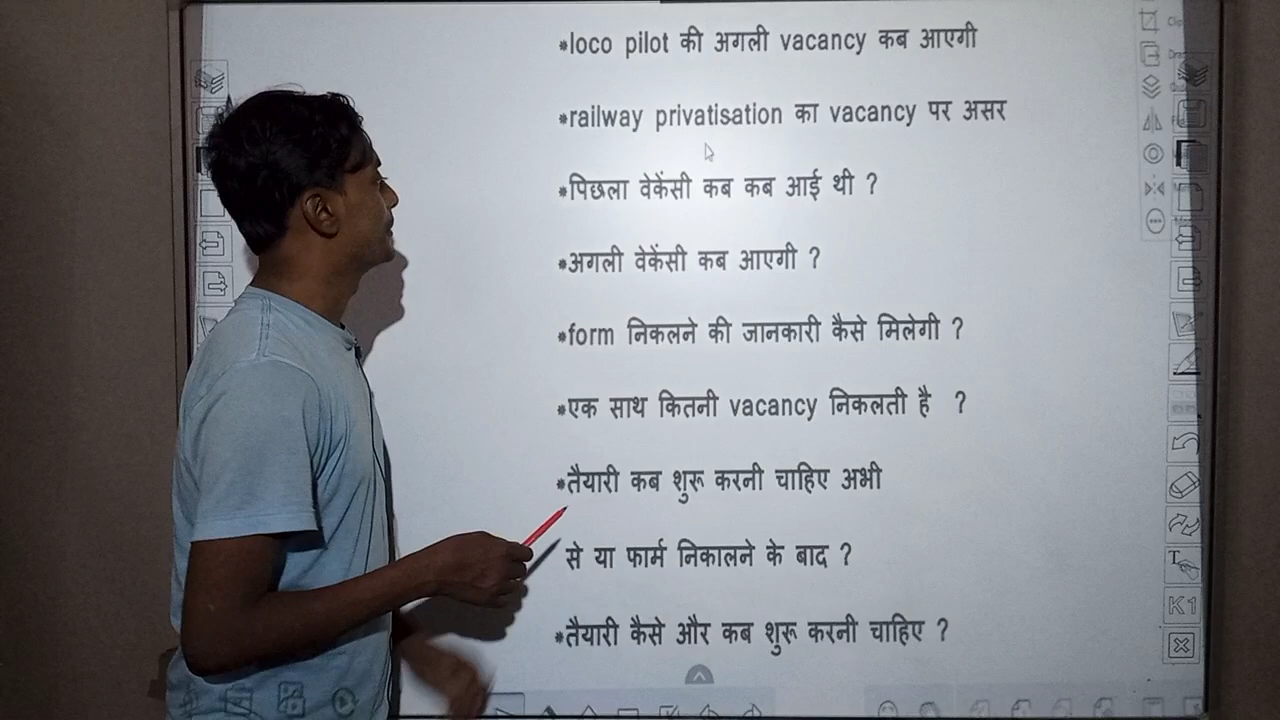 *loco pilot की अगली vacancy कब आएगी
*railway privatisation का vacancy पर असर
*पिछला वेकेंसी कब कब आई थी ?
*अगली वेकेंसी कब आएगी ?
*form निकलने की जानकारी कैसे मिलेगी ?
*एक साथ कितनी vacancy निकलती है ?
*तैयारी कब शुरू करनी चाहिए अभी
से या फार्म निकालने के बाद ?
*तैयारी कैसे और कब शुरू करनी चाहिए ?
K1